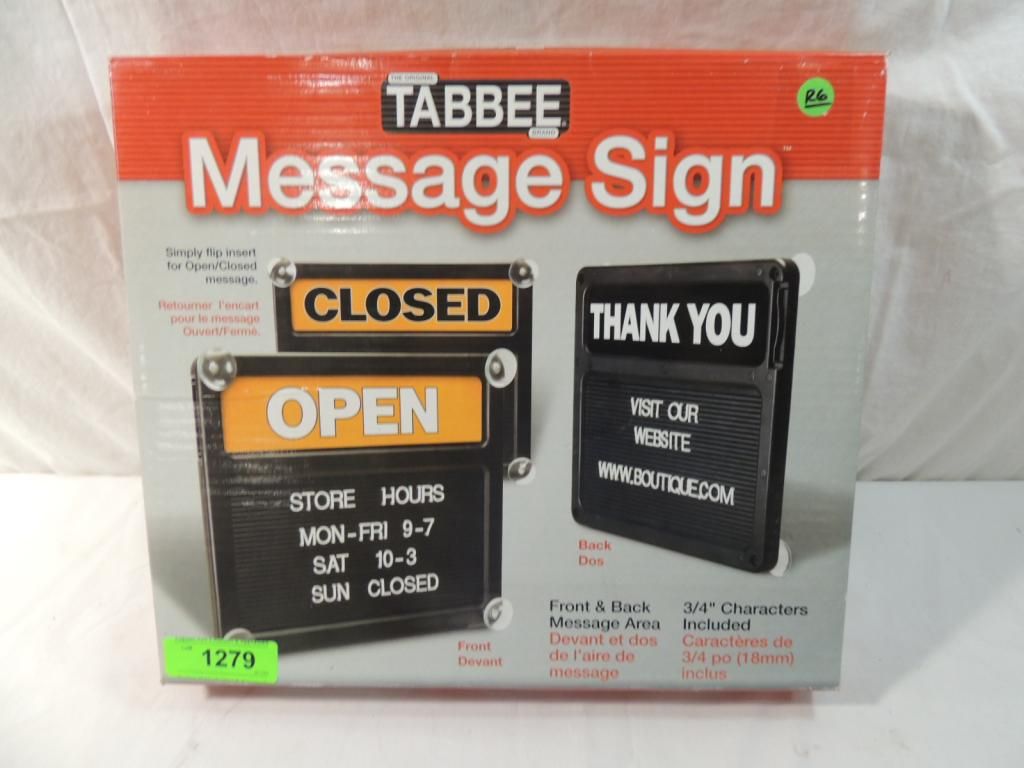 THE ORIGINAL
TABBEE
BRAND
Message Sign™
R6
Simply flip insert
for Open/Closed
message.
Retourner l'encart
pour le message
Ouvert/Fermé.
CLOSED
OPEN
STORE HOURS
MON-FRI 9-7
SAT 10-3
SUN CLOSED
THANK YOU
VISIT OUR
WEBSITE
WWW.BOUTIQUE.COM
Back
Dos
Front
Devant
Front & Back
Message Area
Devant et dos
de l'aire de
message
3/4" Characters
Included
Caractères de
3/4 po (18mm)
inclus
Lot
1279